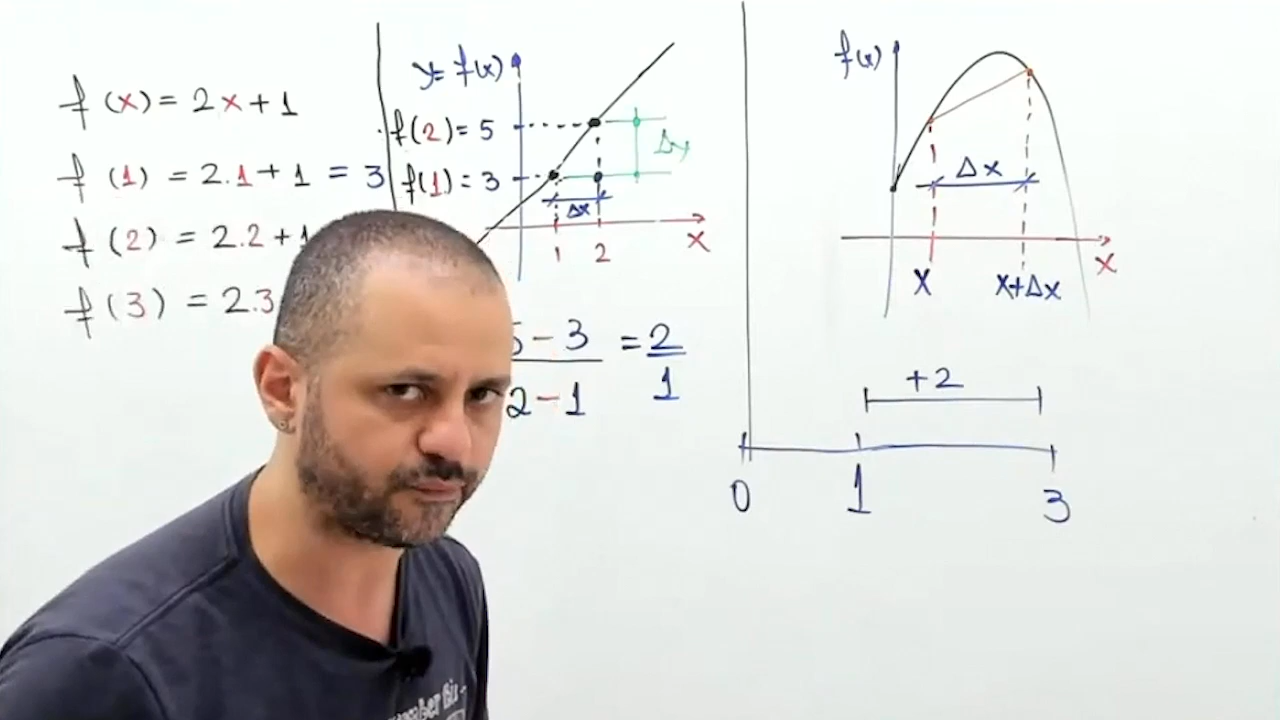 f(x) = 2x+1
f(1) = 2.1+1 = 3
f(2) = 2.2+1
f(3) = 2.3
y= f(x)
f(2)= 5
f(1)= 3
Δy
Δx
1 2 x
5 - 3 = 2
2 - 1 1
f(x)
Δx
x x+Δx x
+2
0 1 3